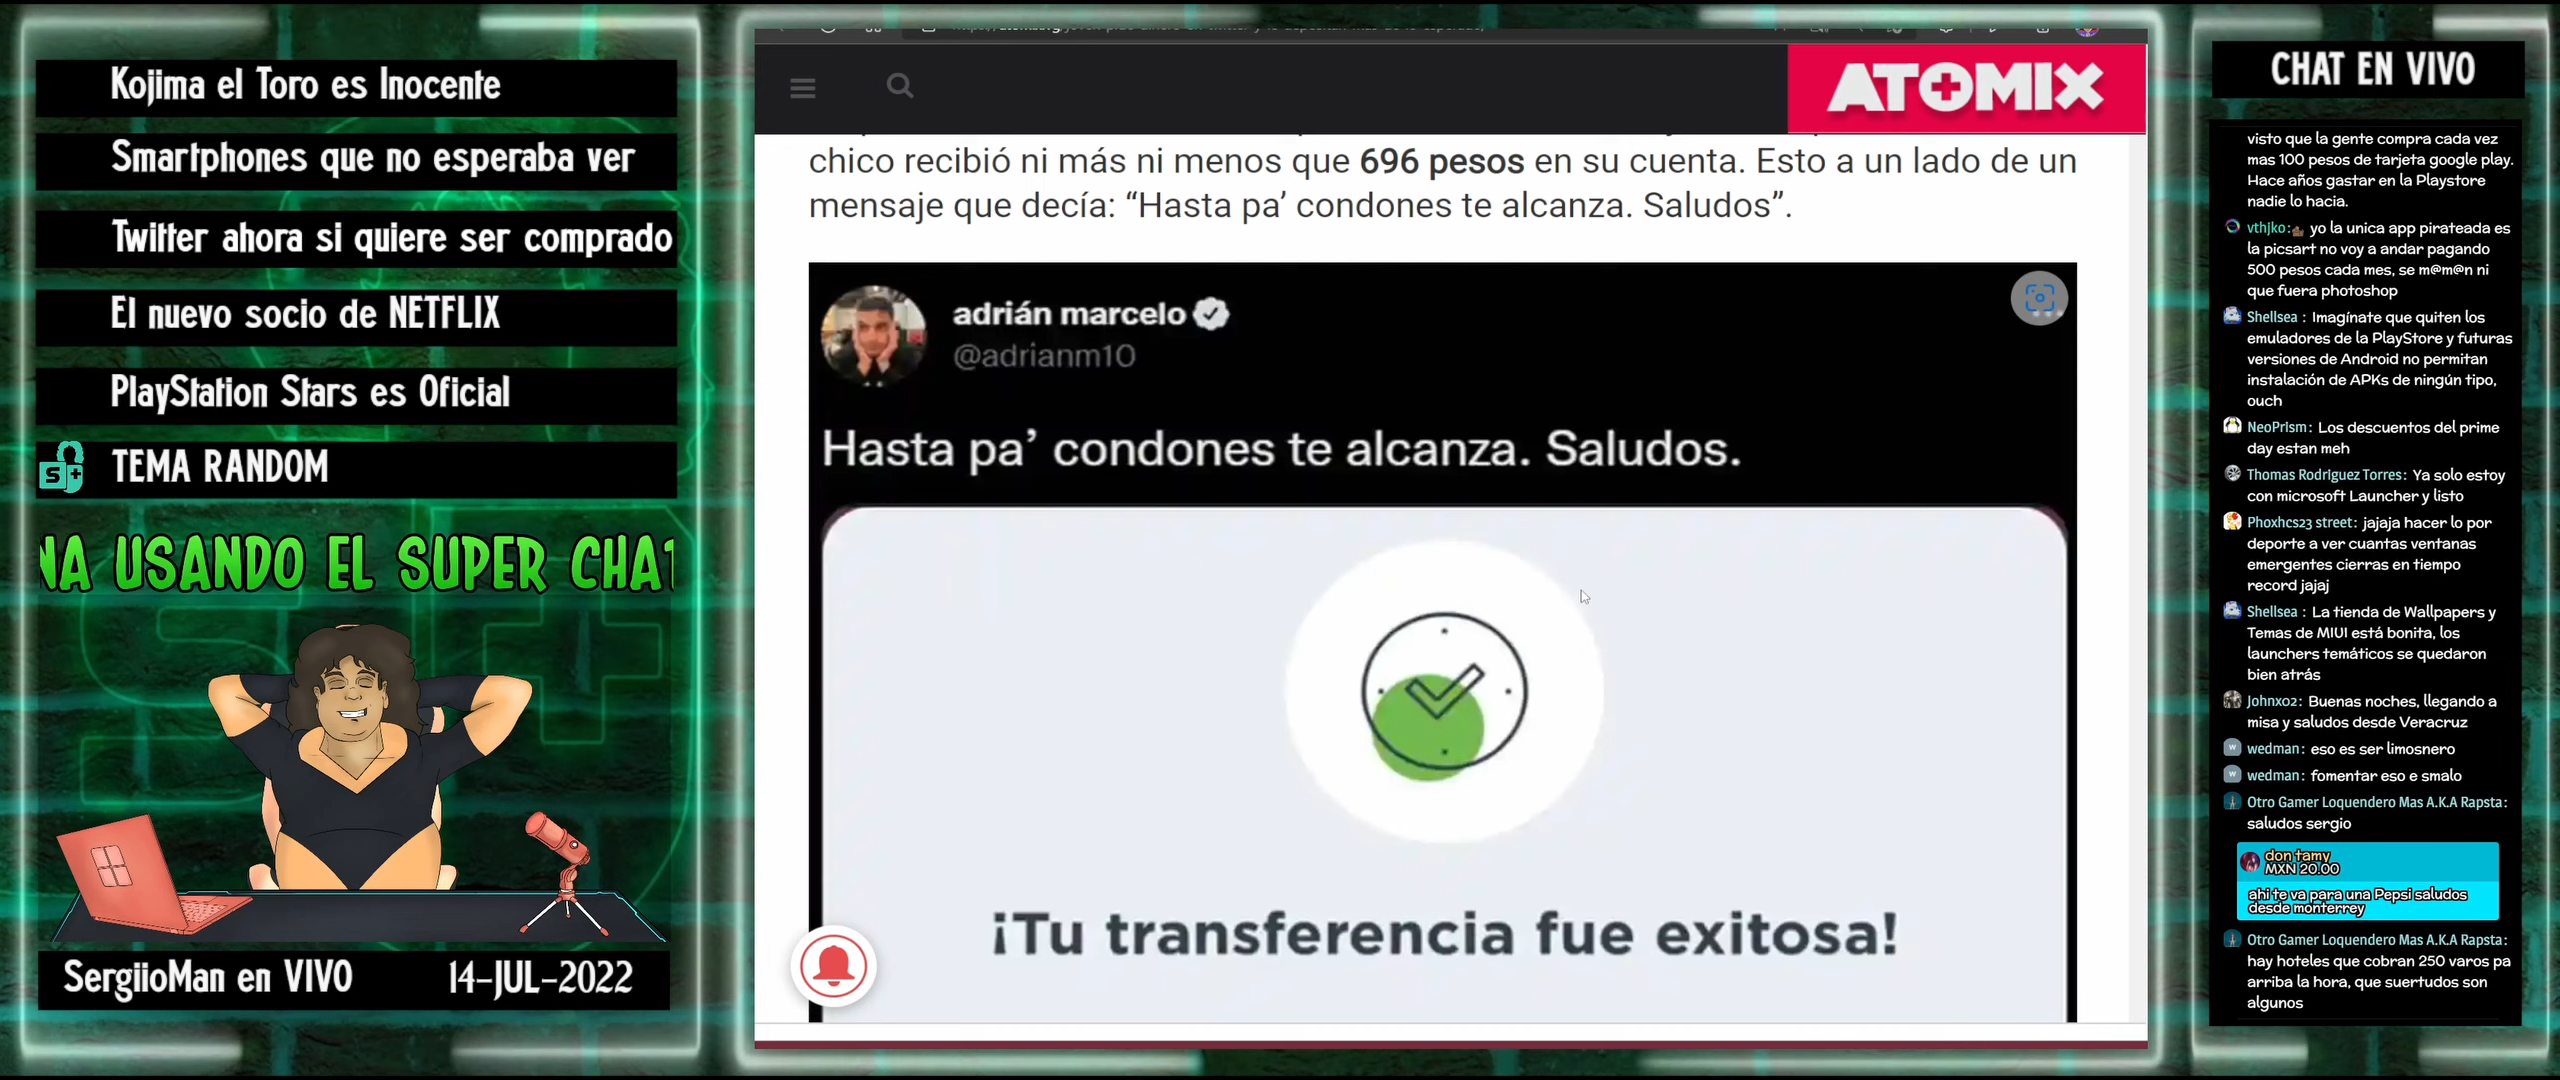 Kojima el Toro es Inocente
Smartphones que no esperaba ver
Twitter ahora si quiere ser comprado
El nuevo socio de NETFLIX
PlayStation Stars es Oficial
S+
TEMA RANDOM
NA USANDO EL SUPER CHAT
SergiioMan en VIVO
14-JUL-2022
ATOMIX
chico recibió ni más ni menos que 696 pesos en su cuenta. Esto a un lado de un
mensaje que decía: “Hasta pa’ condones te alcanza. Saludos”.
adrián marcelo
@adrianm10
Hasta pa’ condones te alcanza. Saludos.
¡Tu transferencia fue exitosa!
CHAT EN VIVO
visto que la gente compra cada vez
mas 100 pesos de tarjeta google play.
Hace años gastar en la Playstore
nadie lo hacia.
vthjko: yo la unica app pirateada es
la picsart no voy a andar pagando
500 pesos cada mes, se m@m@n ni
que fuera photoshop
Shellsea : Imagínate que quiten los
emuladores de la PlayStore y futuras
versiones de Android no permitan
instalación de APKs de ningún tipo,
ouch
NeoPr1sm: Los descuentos del prime
day estan meh
Thomas Rodriguez Torres: Ya solo estoy
con microsoft Launcher y listo
Phoxhcs23 street: jajaja hacer lo por
deporte a ver cuantas ventanas
emergentes cierras en tiempo
record jajaj
Shellsea : La tienda de Wallpapers y
Temas de MIUI está bonita, los
launchers temáticos se quedaron
bien atrás
Johnxo2: Buenas noches, llegando a
misa y saludos desde Veracruz
W wedman: eso es ser limosnero
W wedman: fomentar eso e smalo
Otro Gamer Loquendero Mas A.K.A Rapsta:
saludos sergio
don tamy
MXN 20.00
ahi te va para una Pepsi saludos
desde monterrey
Otro Gamer Loquendero Mas A.K.A Rapsta:
hay hoteles que cobran 250 varos pa
arriba la hora, que suertudos son
algunos